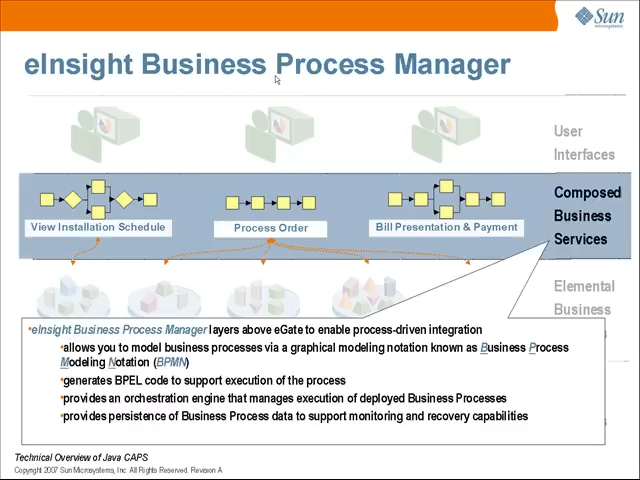 Sun
microsystems
eInsight Business Process Manager
User
Interfaces
Composed
Business
Services
View Installation Schedule
Process Order
Bill Presentation & Payment
Elemental
Business
•eInsight Business Process Manager layers above eGate to enable process-driven integration
•allows you to model business processes via a graphical modeling notation known as Business Process
Modeling Notation (BPMN)
•generates BPEL code to support execution of the process
•provides an orchestration engine that manages execution of deployed Business Processes
•provides persistence of Business Process data to support monitoring and recovery capabilities
Technical Overview of Java CAPS
Copyright 2007 Sun Microsystems, Inc. All Rights Reserved. Revision A